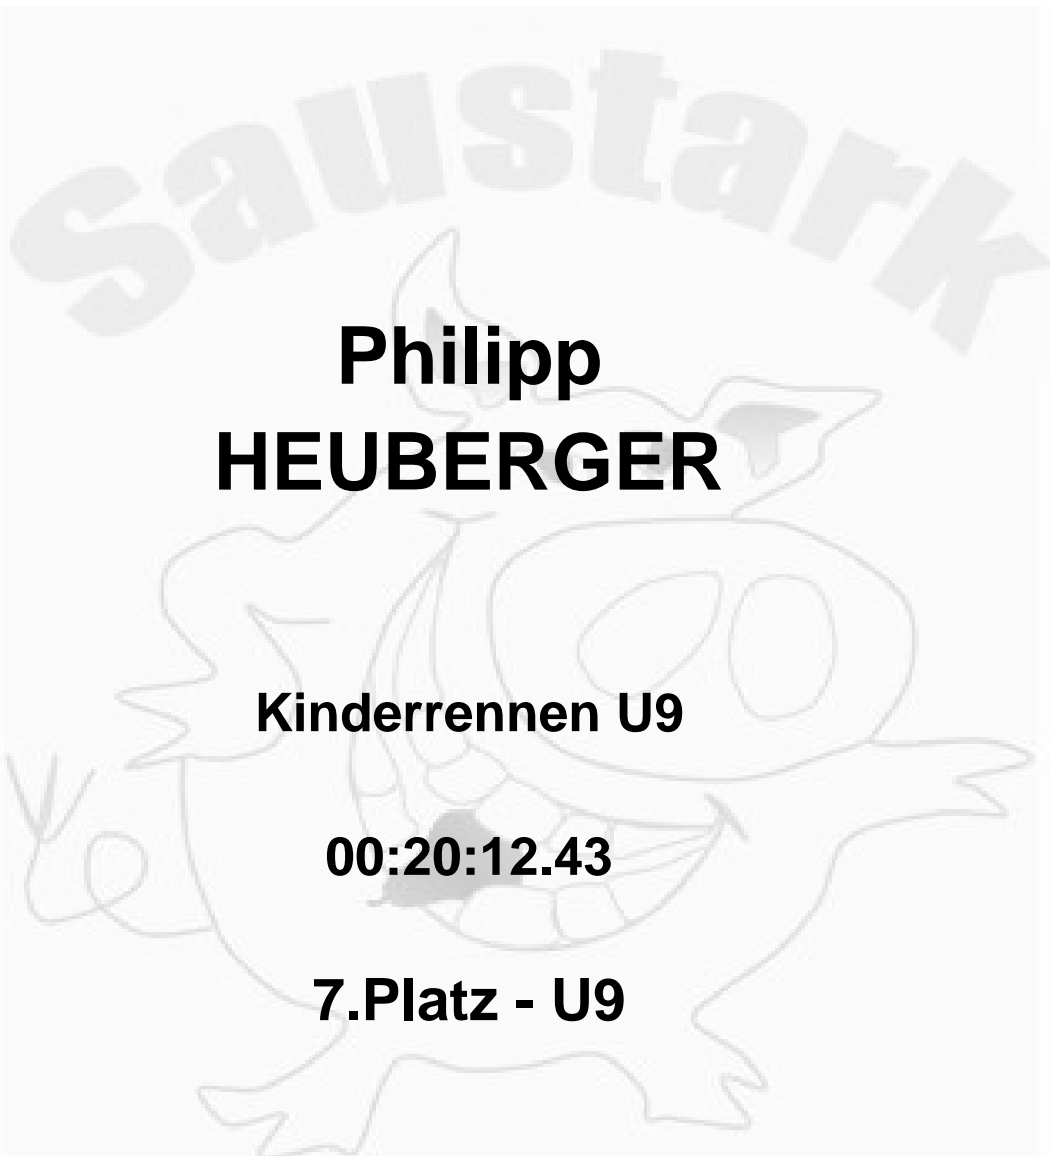 Saustark
Philipp
HEUBERGER
Kinderrennen U9
00:20:12.43
7.Platz - U9